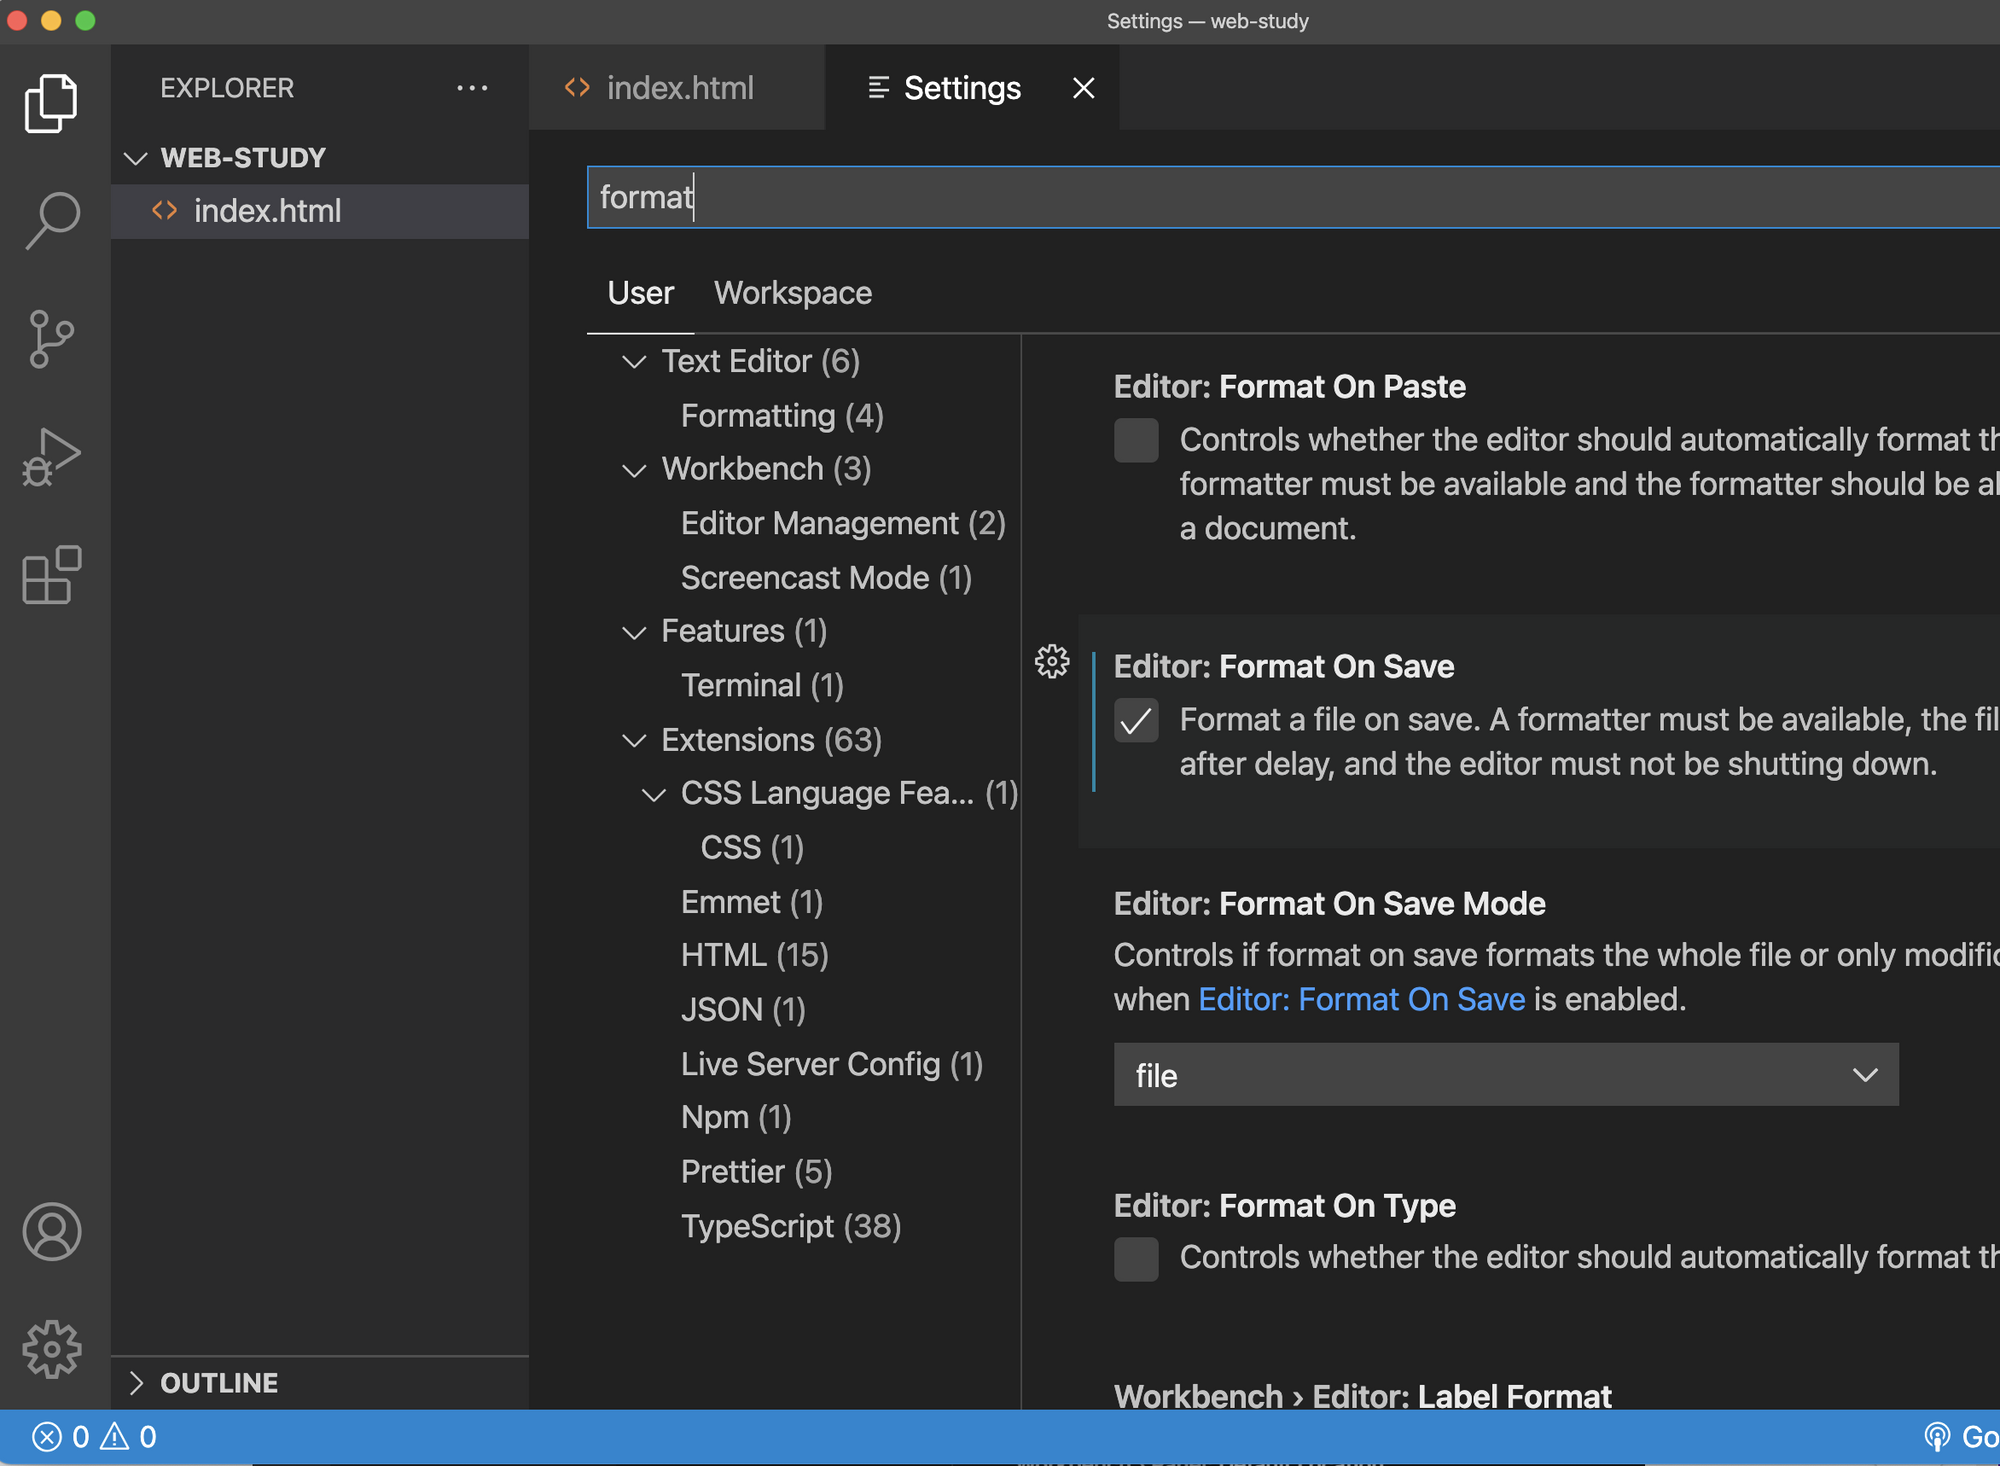 Settings — web-study
EXPLORER
WEB-STUDY
index.html
OUTLINE
index.html
Settings
format
User
Workspace
Text Editor (6)
Formatting (4)
Workbench (3)
Editor Management (2)
Screencast Mode (1)
Features (1)
Terminal (1)
Extensions (63)
CSS Language Fea... (1)
CSS (1)
Emmet (1)
HTML (15)
JSON (1)
Live Server Config (1)
Npm (1)
Prettier (5)
TypeScript (38)
Editor: Format On Paste
Controls whether the editor should automatically format th
formatter must be available and the formatter should be al
a document.
Editor: Format On Save
Format a file on save. A formatter must be available, the fil
after delay, and the editor must not be shutting down.
Editor: Format On Save Mode
Controls if format on save formats the whole file or only modific
when Editor: Format On Save is enabled.
file
Editor: Format On Type
Controls whether the editor should automatically format th
Workbench › Editor: Label Format
0 0
Go